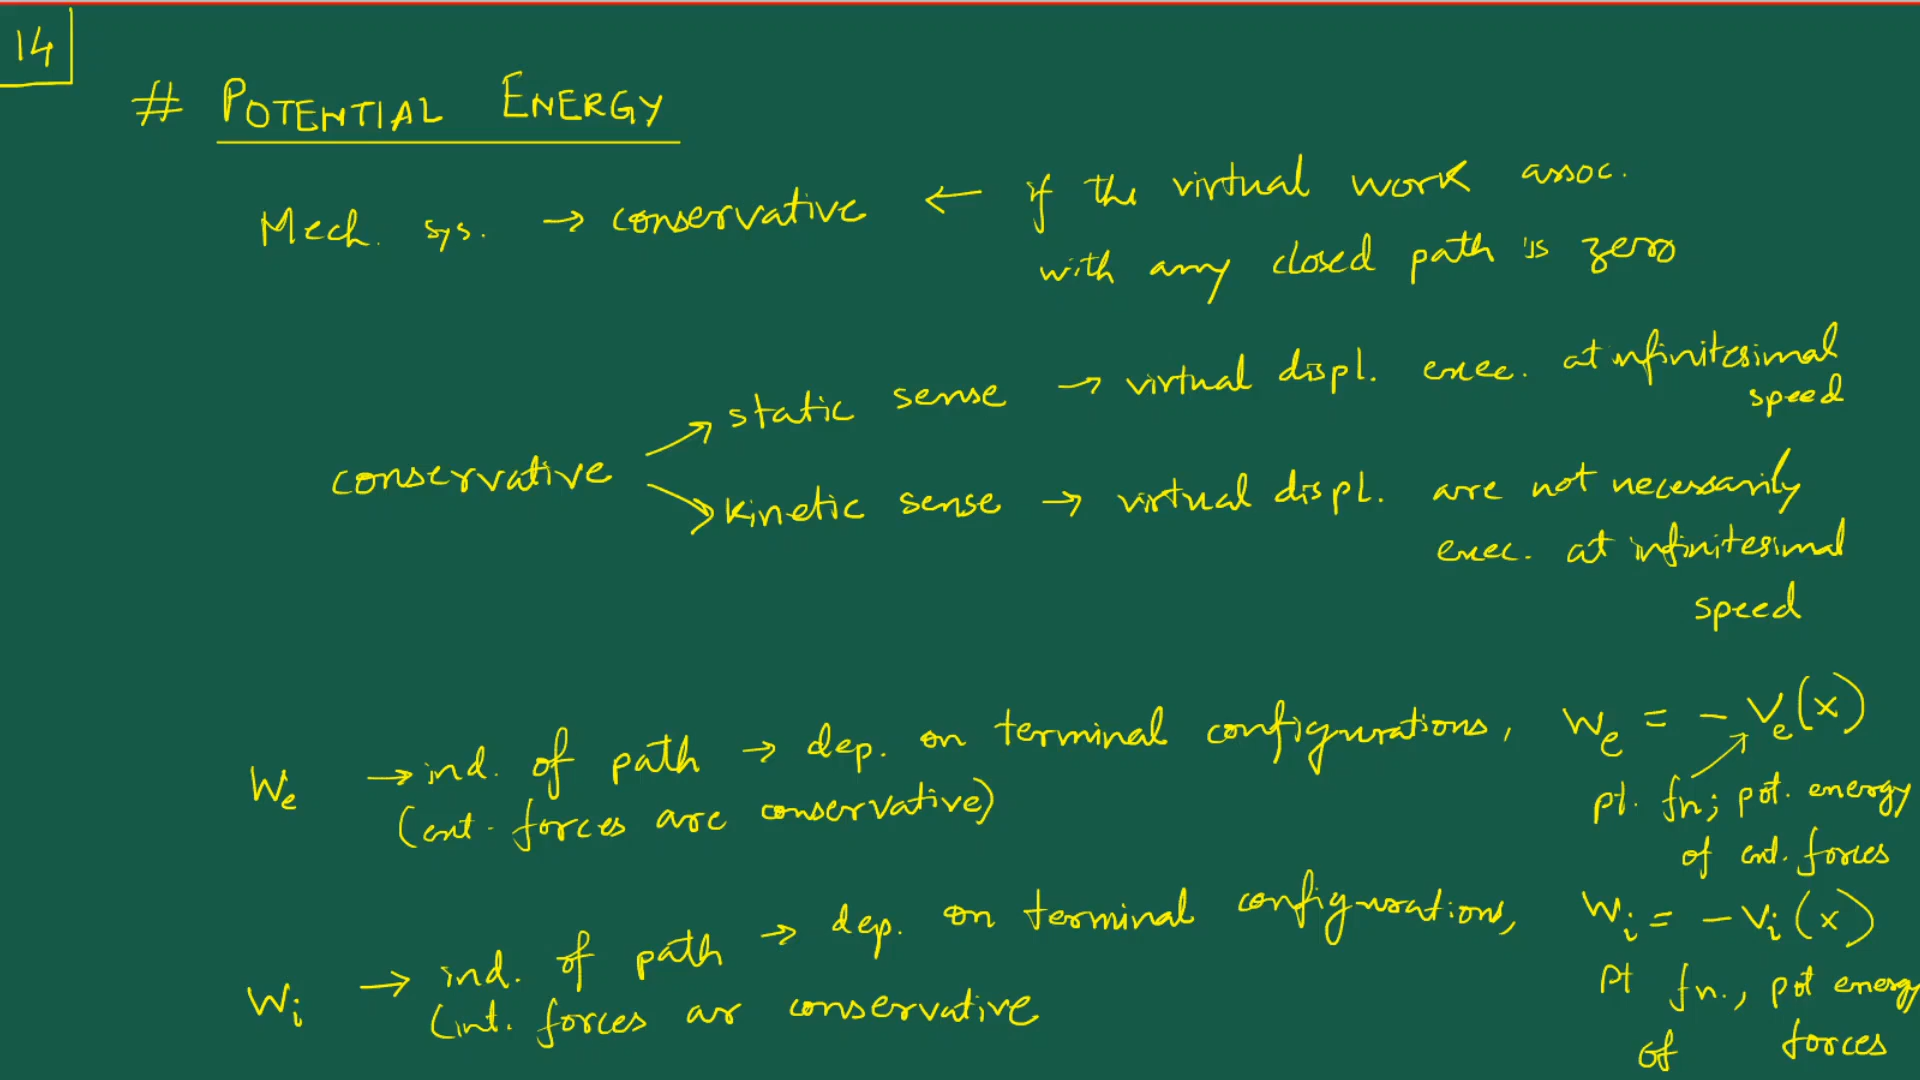 14
# POTENTIAL ENERGY
Mech. sys. → conservative ← if the virtual work assoc.
with any closed path is zero
conservative
→ static sense → virtual displ. exec. at infinitesimal
speed
→ kinetic sense → virtual displ. are not necessarily
exec. at infinitesimal
speed
We → ind. of path → dep. on terminal configurations, We = - Ve(x)
(ext. forces are conservative)
pt. fn; pot. energy
of ext. forces
Wi → ind. of path → dep. on terminal configurations, Wi = - Vi(x)
(int. forces ar conservative
pt fn., pot energy
of forces